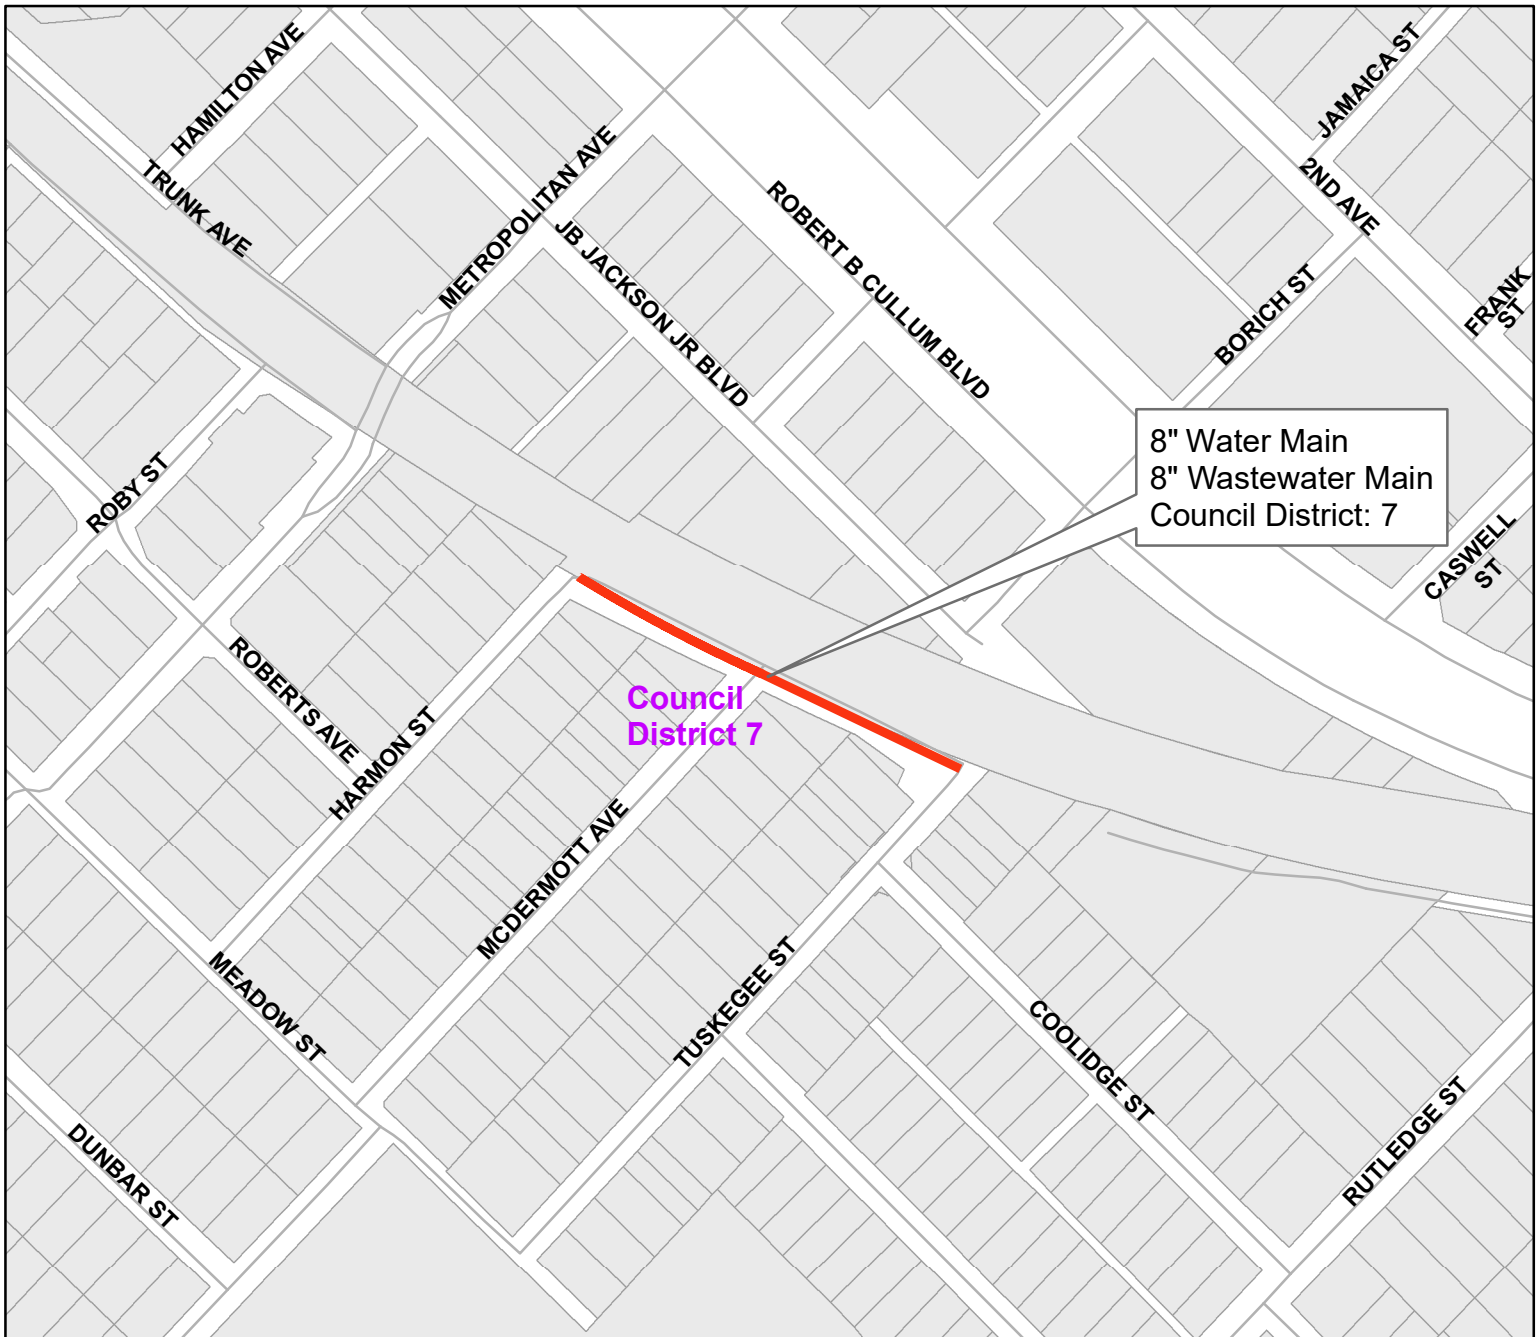 HAMILTON AVE
JAMAICA ST
TRUNK AVE
METROPOLITAN AVE
2ND AVE
ROBERT B CULLUM BLVD
JB JACKSON JR BLVD
BORICH ST
FRANK
ST
8" Water Main
8" Wastewater Main
Council District: 7
ROBY ST
CASWELL
ST
ROBERTS AVE
Council
District 7
HARMON ST
MCDERMOTT AVE
MEADOW ST
TUSKEGEE ST
COOLIDGE ST
DUNBAR ST
RUTLEDGE ST